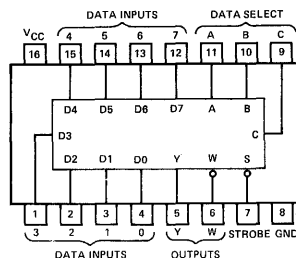 DATA INPUTS DATA SELECT
VCC 4 5 6 7 A B C
16 15 14 13 12 11 10 9
D4 D5 D6 D7 A B
D3 C
D2 D1 D0 Y W S
1 2 3 4 5 6 7 8
3 2 1 0 Y W STROBE GND
DATA INPUTS OUTPUTS